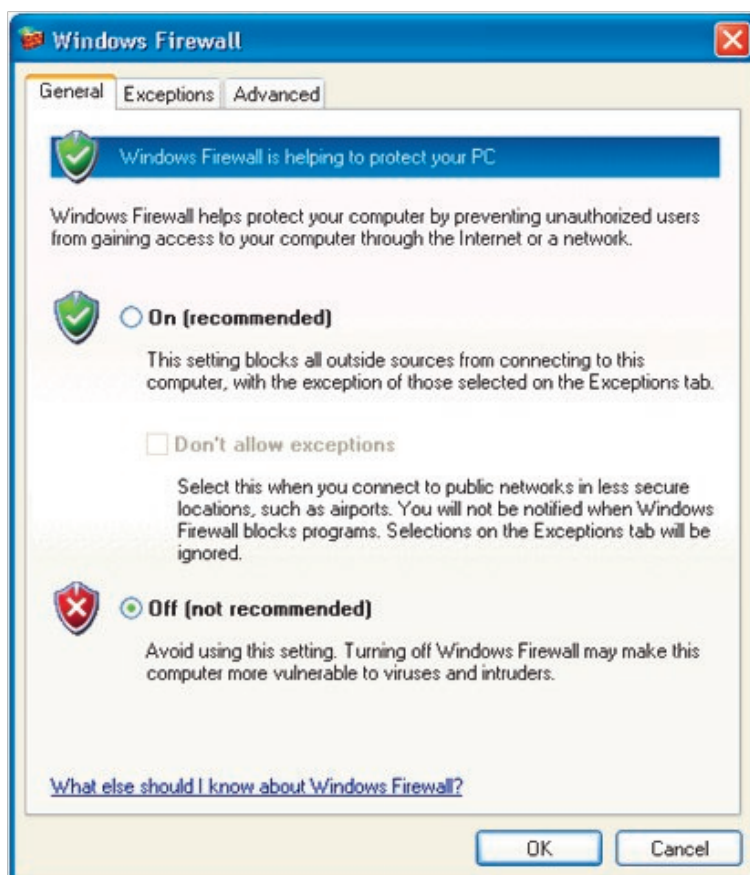 Windows Firewall
General Exceptions Advanced
Windows Firewall is helping to protect your PC
Windows Firewall helps protect your computer by preventing unauthorized users
from gaining access to your computer through the Internet or a network.
On (recommended)
This setting blocks all outside sources from connecting to this
computer, with the exception of those selected on the Exceptions tab.
Don't allow exceptions
Select this when you connect to public networks in less secure
locations, such as airports. You will not be notified when Windows
Firewall blocks programs. Selections on the Exceptions tab will be
ignored.
Off (not recommended)
Avoid using this setting. Turning off Windows Firewall may make this
computer more vulnerable to viruses and intruders.
What else should I know about Windows Firewall?
OK Cancel